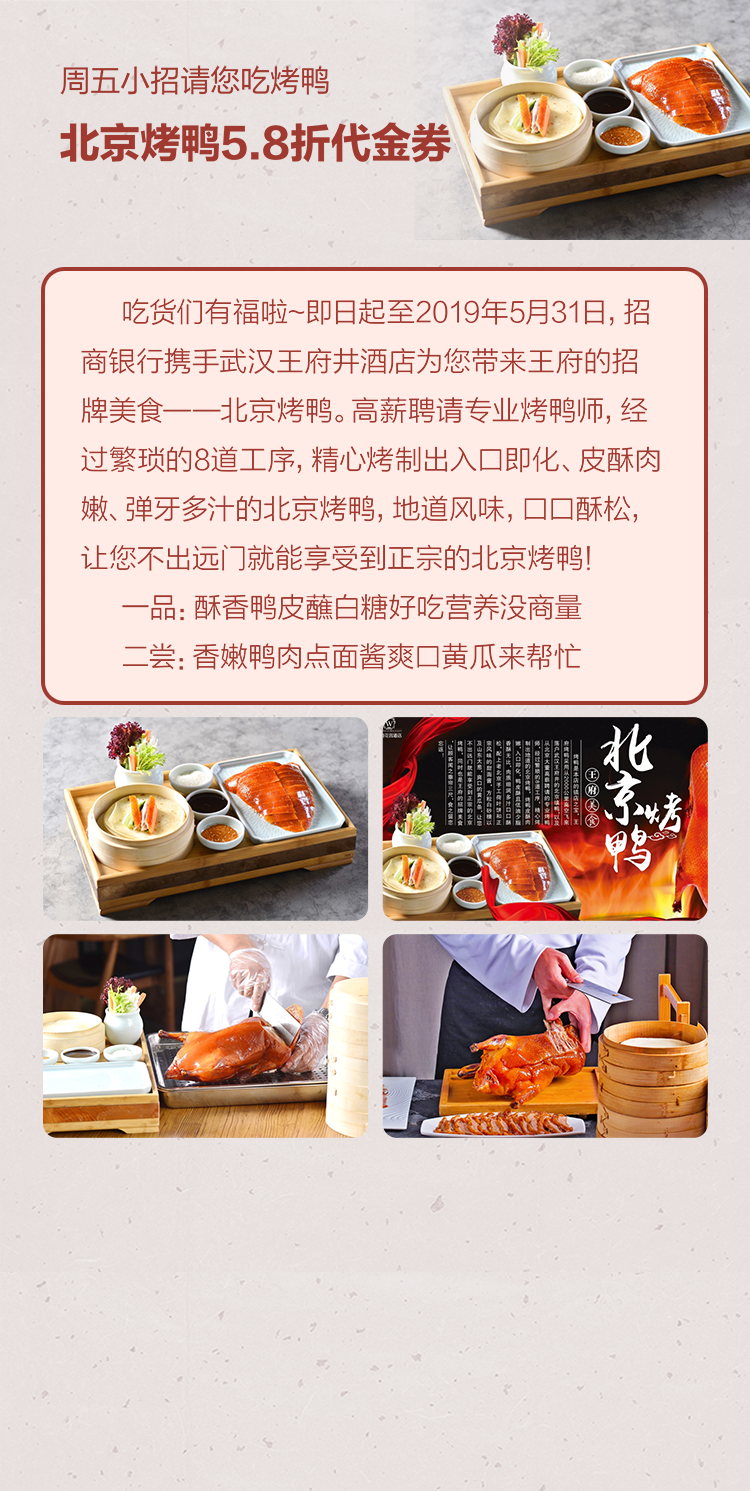 周五小招请您吃烤鸭
北京烤鸭5.8折代金券
吃货们有福啦~即日起至2019年5月31日，招
商银行携手武汉王府井酒店为您带来王府的招
牌美食——北京烤鸭。高薪聘请专业烤鸭师，经
过繁琐的8道工序，精心烤制出入口即化、皮酥肉
嫩、弹牙多汁的北京烤鸭，地道风味，口口酥松，
让您不出远门就能享受到正宗的北京烤鸭！
一品：酥香鸭皮蘸白糖好吃营养没商量
二尝：香嫩鸭肉点面酱爽口黄瓜来帮忙
北京烤鸭
王府美食